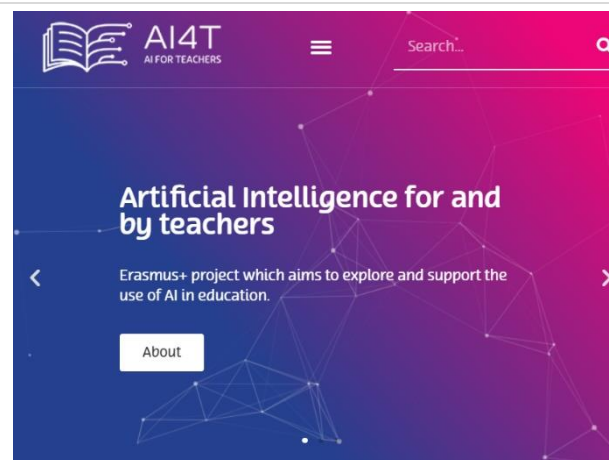 AI4T
AI FOR TEACHERS
Search...
Artificial Intelligence for and
by teachers
Erasmus+ project which aims to explore and support the
use of AI in education.
About